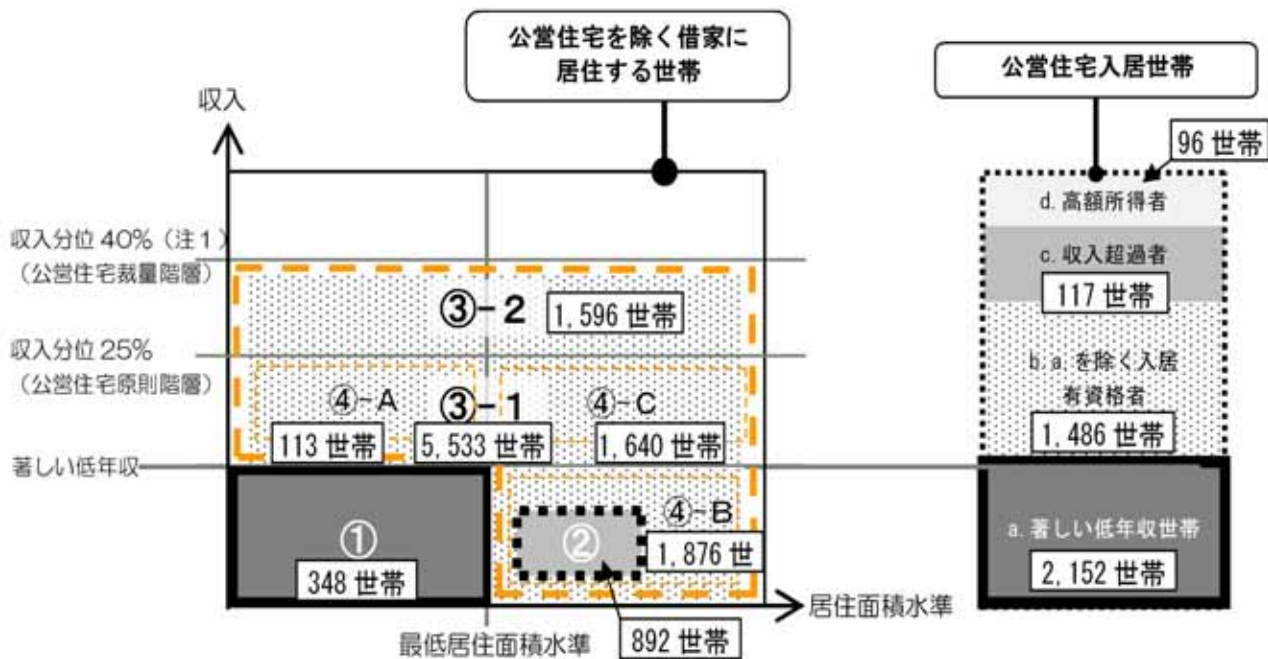 公営住宅を除く借家に
居住する世帯
公営住宅入居世帯
収入
96 世帯
d. 高額所得者
収入分位 40%（注1）
（公営住宅裁量階層）
c. 収入超過者
117 世帯
③-2
1,596 世帯
収入分位 25%
（公営住宅原則階層）
b. a. を除く入居
有資格者
1,486 世帯
④-A
③-1
④-C
113 世帯
5,533 世帯
1,640 世帯
著しい低年収
①
348 世帯
②
④-B
1,876 世
a. 著しい低年収世帯
2,152 世帯
居住面積水準
最低居住面積水準
892 世帯